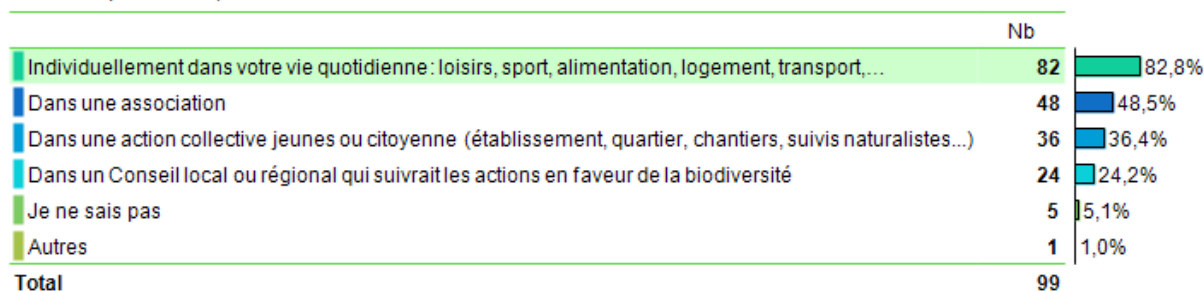 Nb
Individuellement dans votre vie quotidienne: loisirs, sport, alimentation, logement, transport,... 82 82,8%
Dans une association 48 48,5%
Dans une action collective jeunes ou citoyenne (établissement, quartier, chantiers, suivis naturalistes...) 36 36,4%
Dans un Conseil local ou régional qui suivrait les actions en faveur de la biodiversité 24 24,2%
Je ne sais pas 5 5,1%
Autres 1 1,0%
Total 99